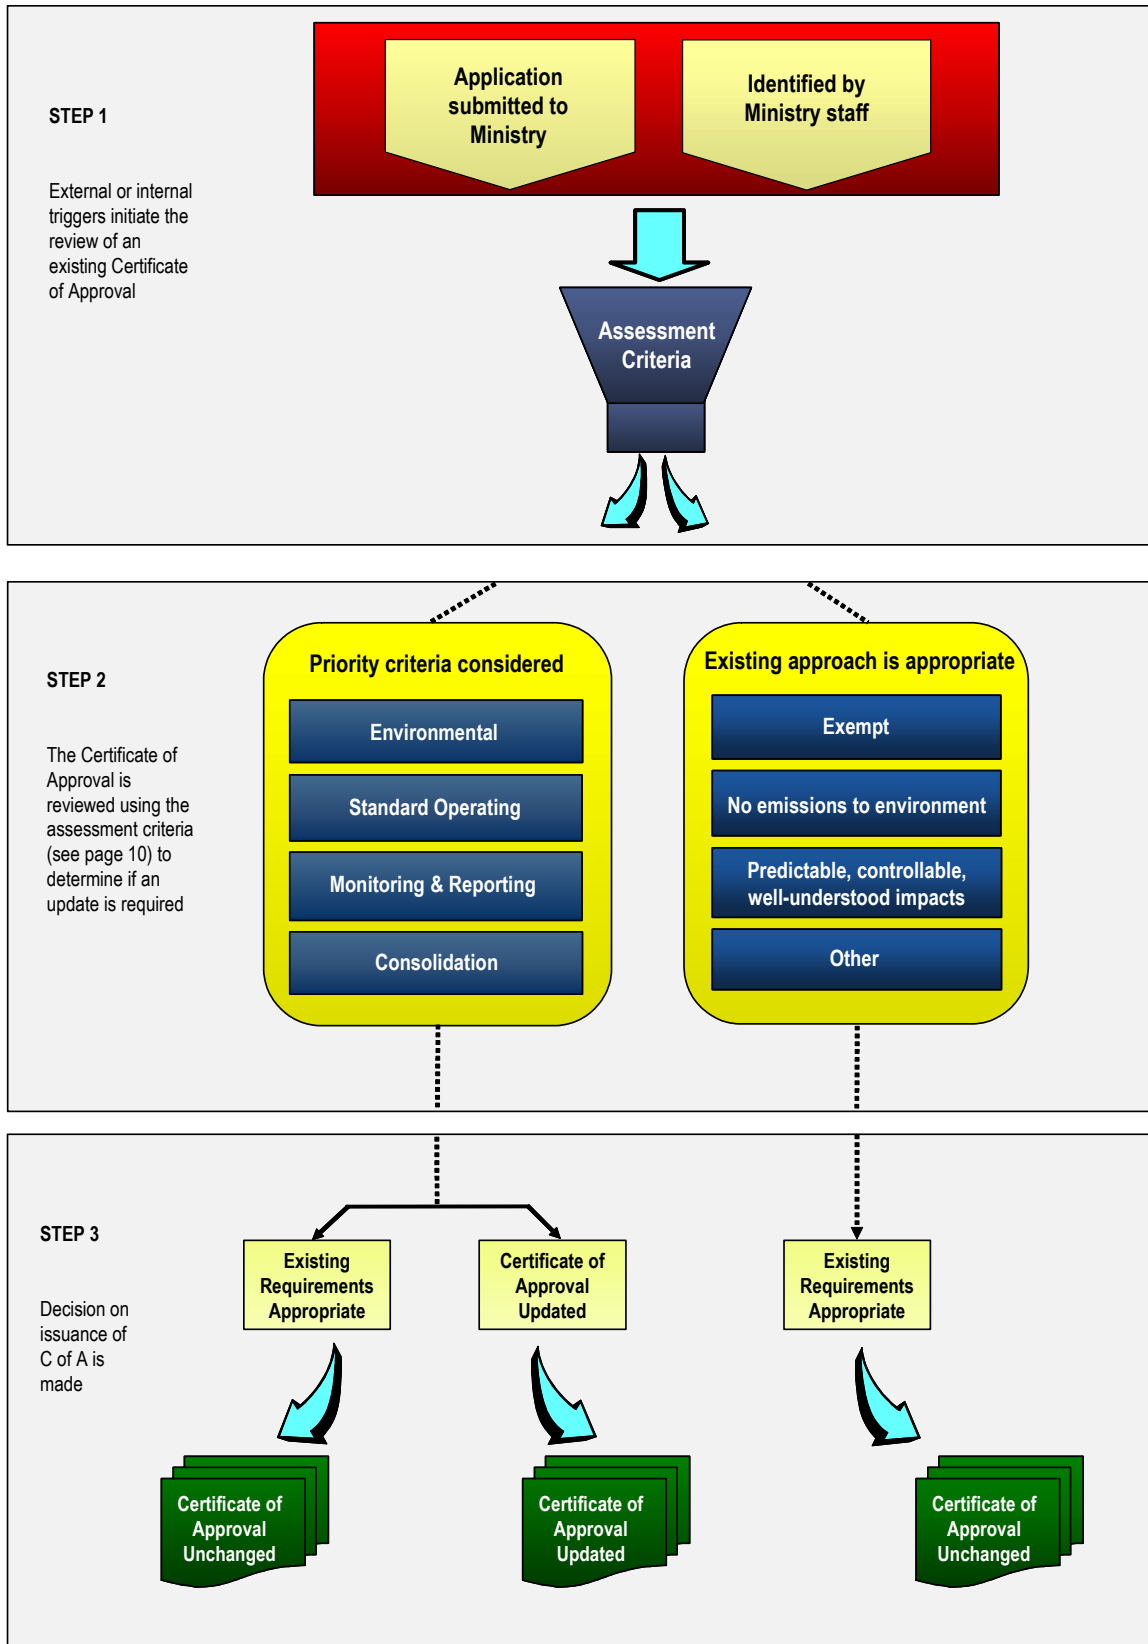 STEP 1
External or internal
triggers initiate the
review of an
existing Certificate
of Approval
Application
submitted to
Ministry
Identified by
Ministry staff
Assessment
Criteria
STEP 2
The Certificate of
Approval is
reviewed using the
assessment criteria
(see page 10) to
determine if an
update is required
Priority criteria considered
Environmental
Standard Operating
Monitoring & Reporting
Consolidation
Existing approach is appropriate
Exempt
No emissions to environment
Predictable, controllable,
well-understood impacts
Other
STEP 3
Decision on
issuance of
C of A is
made
Existing
Requirements
Appropriate
Certificate of
Approval
Updated
Existing
Requirements
Appropriate
Certificate of
Approval
Unchanged
Certificate of
Approval
Updated
Certificate of
Approval
Unchanged